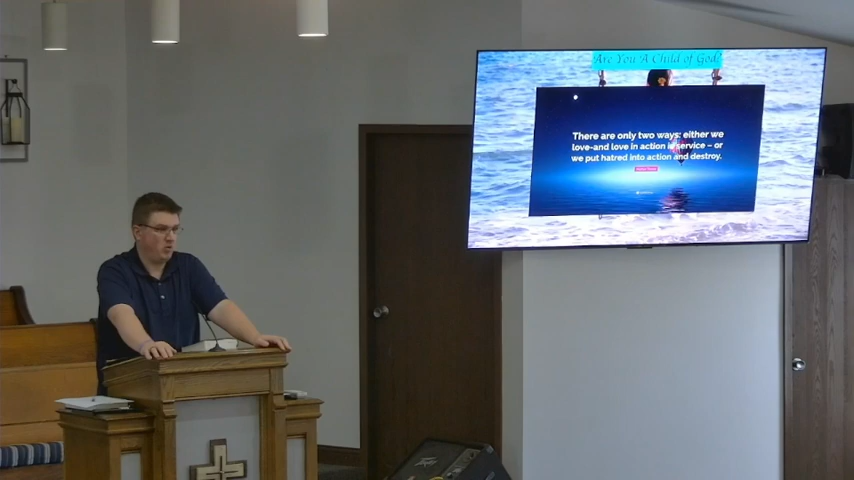 Are You A Child of God?
There are only two ways: either we
love-and love in action is service – or
we put hatred into action and destroy.